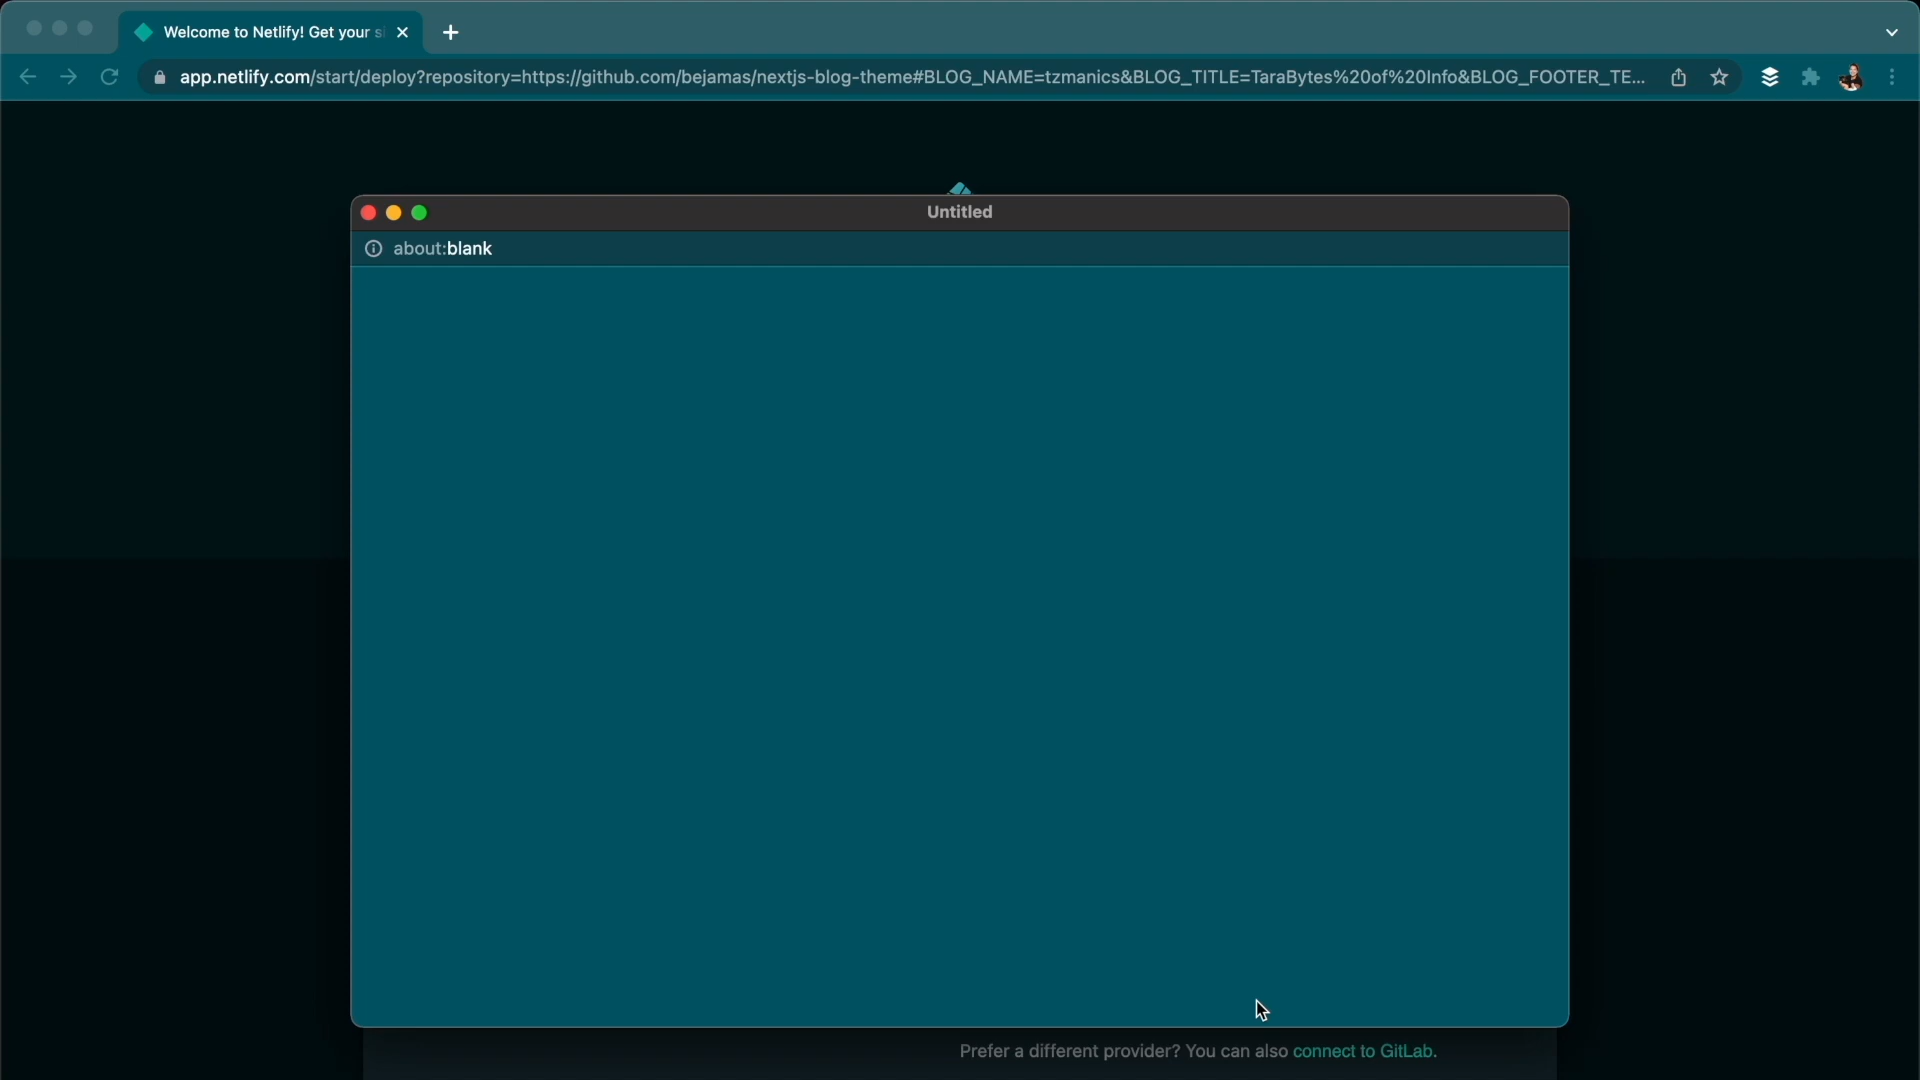 Welcome to Netlify! Get your s
app.netlify.com/start/deploy?repository=https://github.com/bejamas/nextjs-blog-theme#BLOG_NAME=tzmanics&BLOG_TITLE=TaraBytes%20of%20Info&BLOG_FOOTER_TE...
Untitled
about:blank
Prefer a different provider? You can also connect to GitLab.